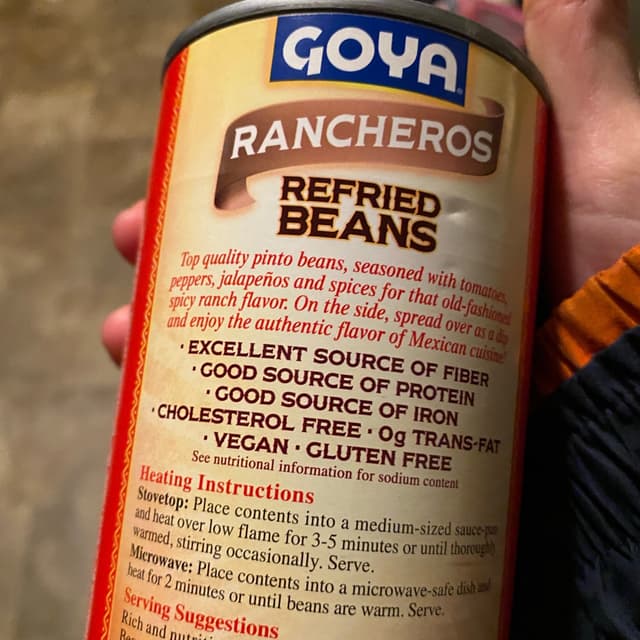 GOYA
RANCHEROS
REFRIED
BEANS
Top quality pinto beans, seasoned with tomatoes,
peppers, jalapeños and spices for that old-fashioned
spicy ranch flavor. On the side, spread over as a dip
and enjoy the authentic flavor of Mexican cuisine!
· EXCELLENT SOURCE OF FIBER
· GOOD SOURCE OF PROTEIN
· GOOD SOURCE OF IRON
· CHOLESTEROL FREE · 0g TRANS-FAT
· VEGAN · GLUTEN FREE
See nutritional information for sodium content
Heating Instructions
Stovetop: Place contents into a medium-sized sauce-pan
and heat over low flame for 3-5 minutes or until thoroughly
warmed, stirring occasionally. Serve.
Microwave: Place contents into a microwave-safe dish and
heat for 2 minutes or until beans are warm. Serve.
Serving Suggestions
Rich and